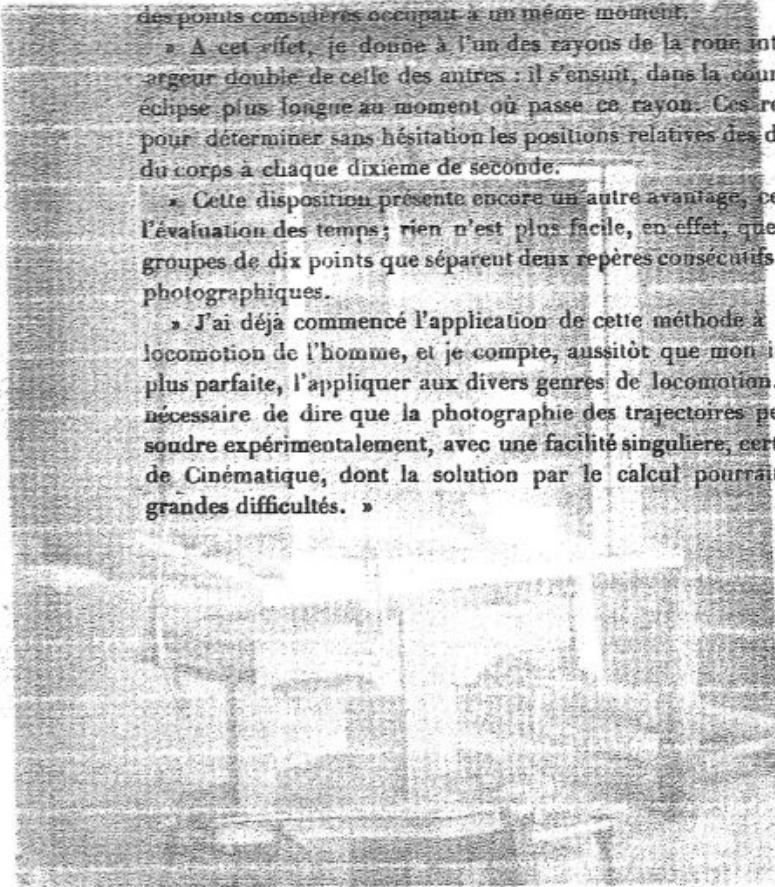 des points considérés occupait à un même moment.
» A cet effet, je donne à l'un des rayons de la roue int
argeur double de celle des autres : il s'ensuit, dans la cour
éclipse plus longue au moment où passe ce rayon. Ces re
pour déterminer sans hésitation les positions relatives des d
du corps à chaque dixième de seconde.
» Cette disposition présente encore un autre avantage, ce
l'évaluation des temps; rien n'est plus facile, en effet, que
groupes de dix points que séparent deux repères consécutifs
photographiques.
» J'ai déjà commencé l'application de cette méthode à
locomotion de l'homme, et je compte, aussitôt que mon i
plus parfaite, l'appliquer aux divers genres de locomotion.
nécessaire de dire que la photographie des trajectoires pe
soudre expérimentalement, avec une facilité singulière, cert
de Cinématique, dont la solution par le calcul pourrait
grandes difficultés. »